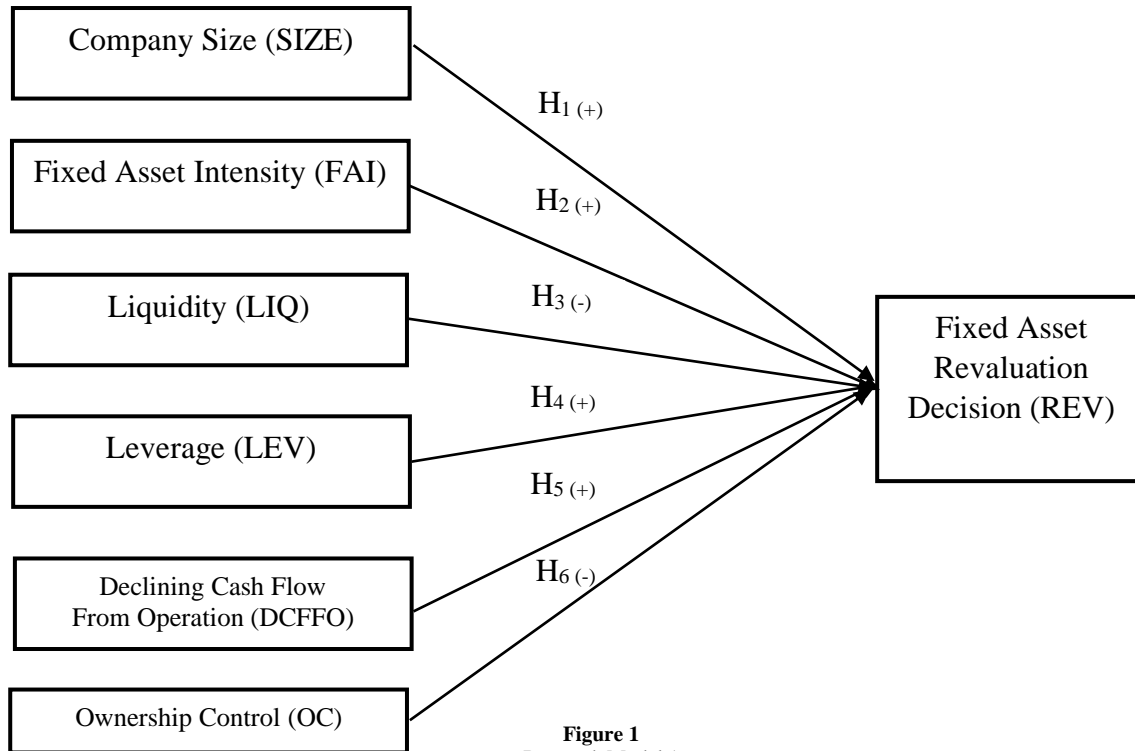 Company Size (SIZE)
H1 (+)
Fixed Asset Intensity (FAI)
H2 (+)
Liquidity (LIQ)
H3 (-)
Fixed Asset
Revaluation
Decision (REV)
H4 (+)
Leverage (LEV)
H5 (+)
Declining Cash Flow
From Operation (DCFFO)
H6 (-)
Ownership Control (OC)
Figure 1